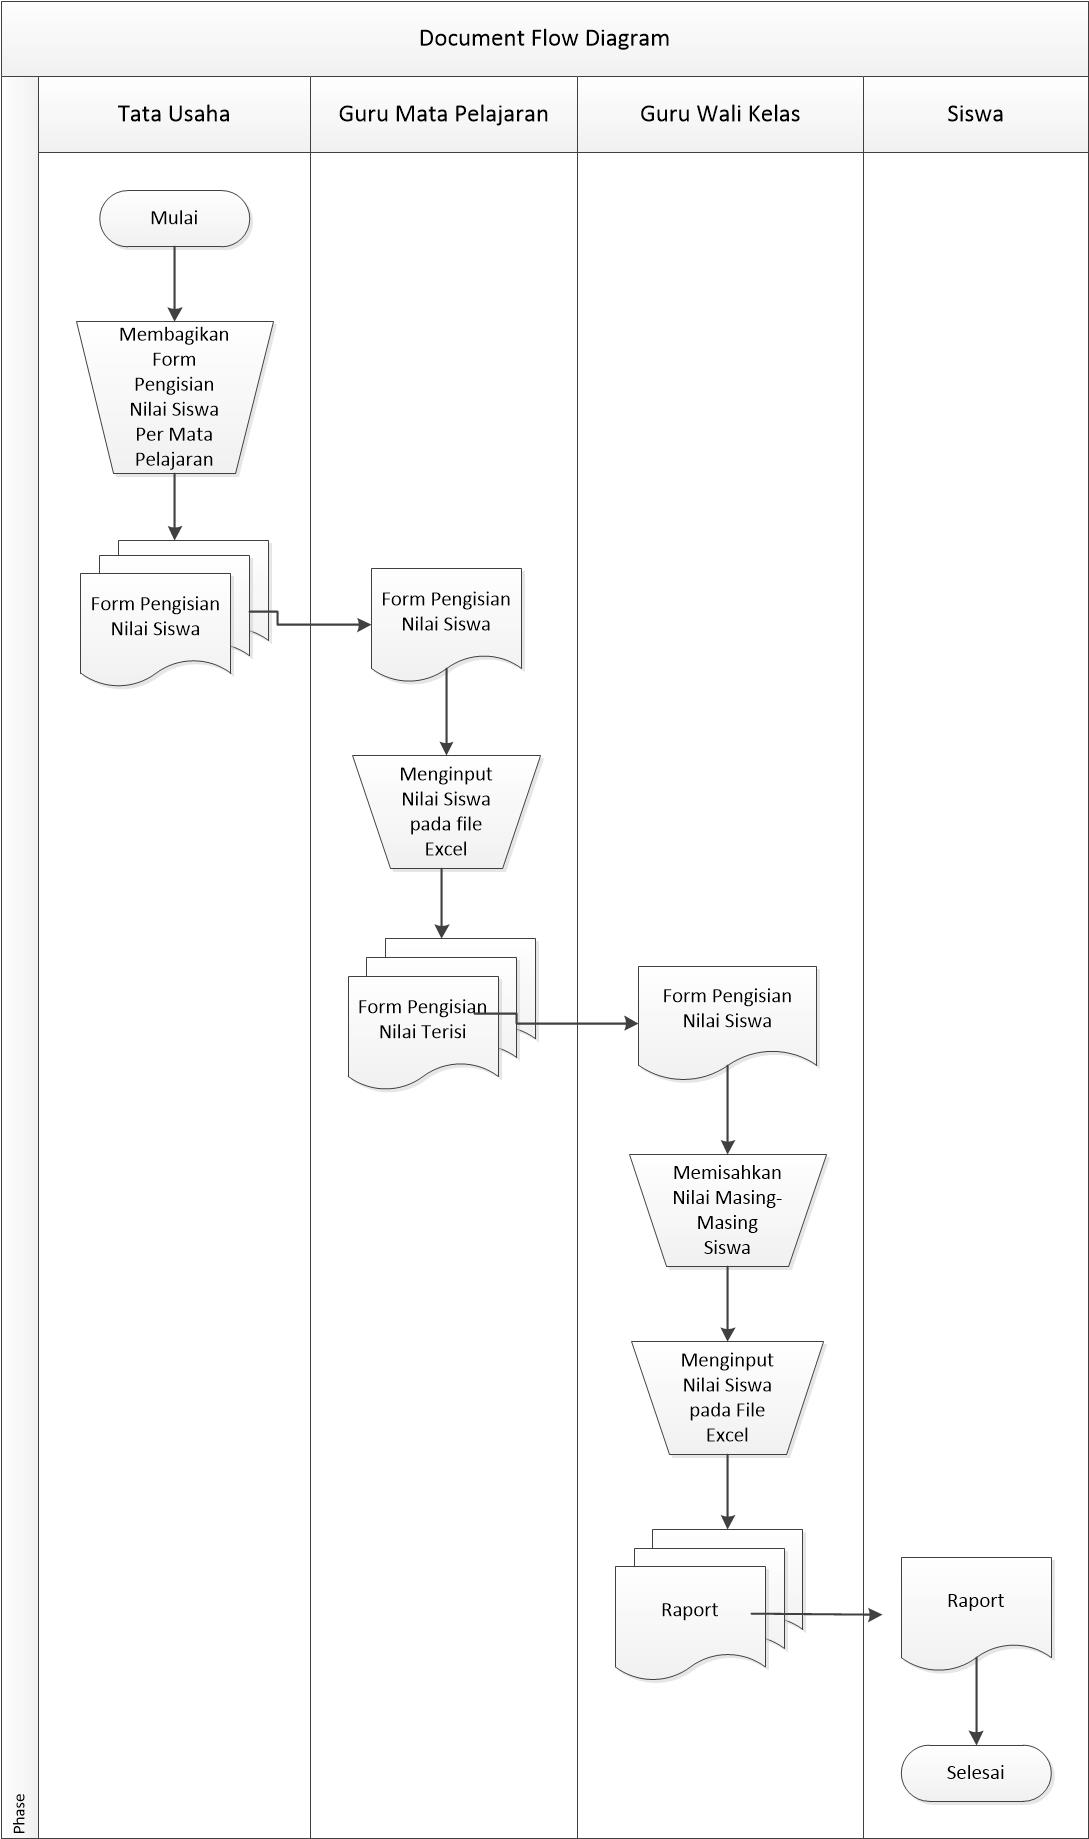 Document Flow Diagram
Tata Usaha
Guru Mata Pelajaran
Guru Wali Kelas
Siswa
Mulai
Membagikan
Form
Pengisian
Nilai Siswa
Per Mata
Pelajaran
Form Pengisian
Nilai Siswa
Form Pengisian
Nilai Siswa
Menginput
Nilai Siswa
pada file
Excel
Form Pengisian
Nilai Terisi
Form Pengisian
Nilai Siswa
Memisahkan
Nilai Masing-
Masing
Siswa
Menginput
Nilai Siswa
pada File
Excel
Raport
Raport
Selesai
Phase